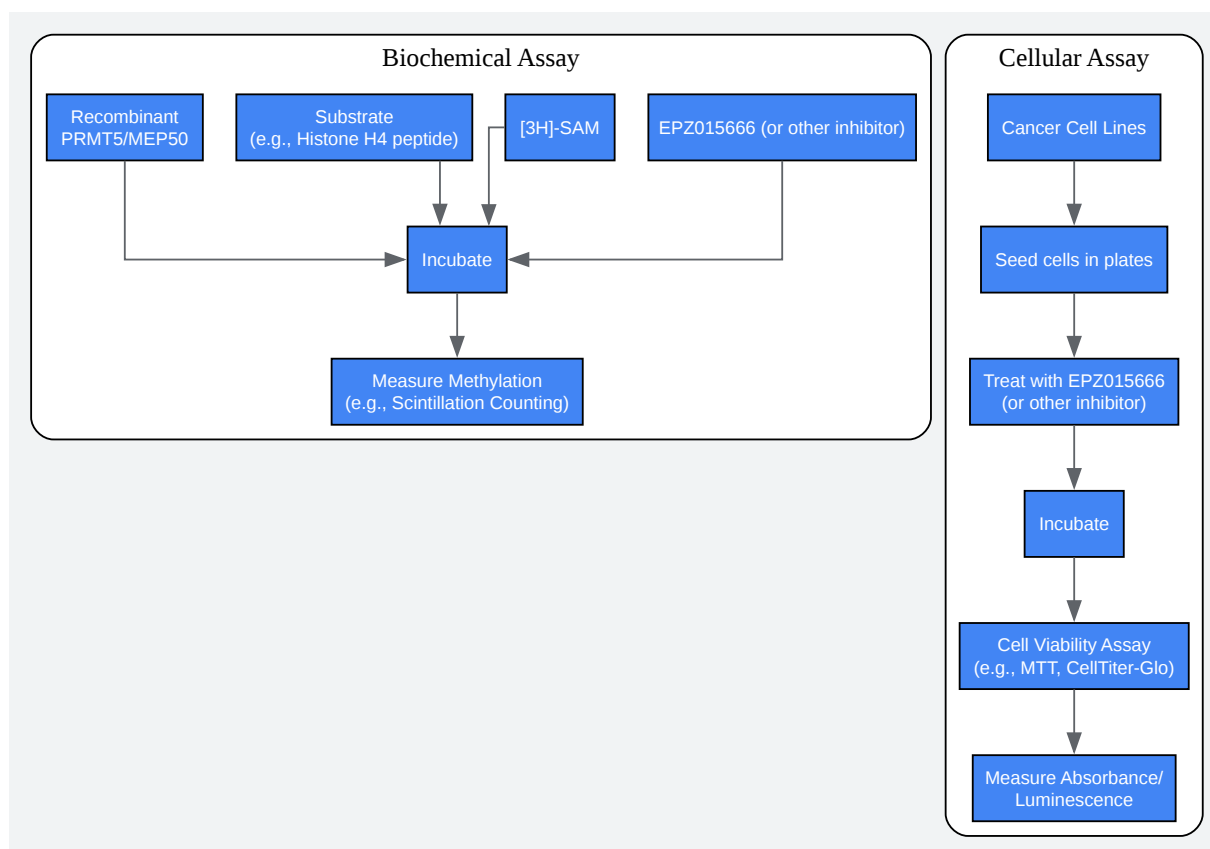 Biochemical Assay
Recombinant
PRMT5/MEP50
Substrate
(e.g., Histone H4 peptide)
[3H]-SAM
EPZ015666 (or other inhibitor)
Incubate
Measure Methylation
(e.g., Scintillation Counting)
Cellular Assay
Cancer Cell Lines
Seed cells in plates
Treat with EPZ015666
(or other inhibitor)
Incubate
Cell Viability Assay
(e.g., MTT, CellTiter-Glo)
Measure Absorbance/
Luminescence